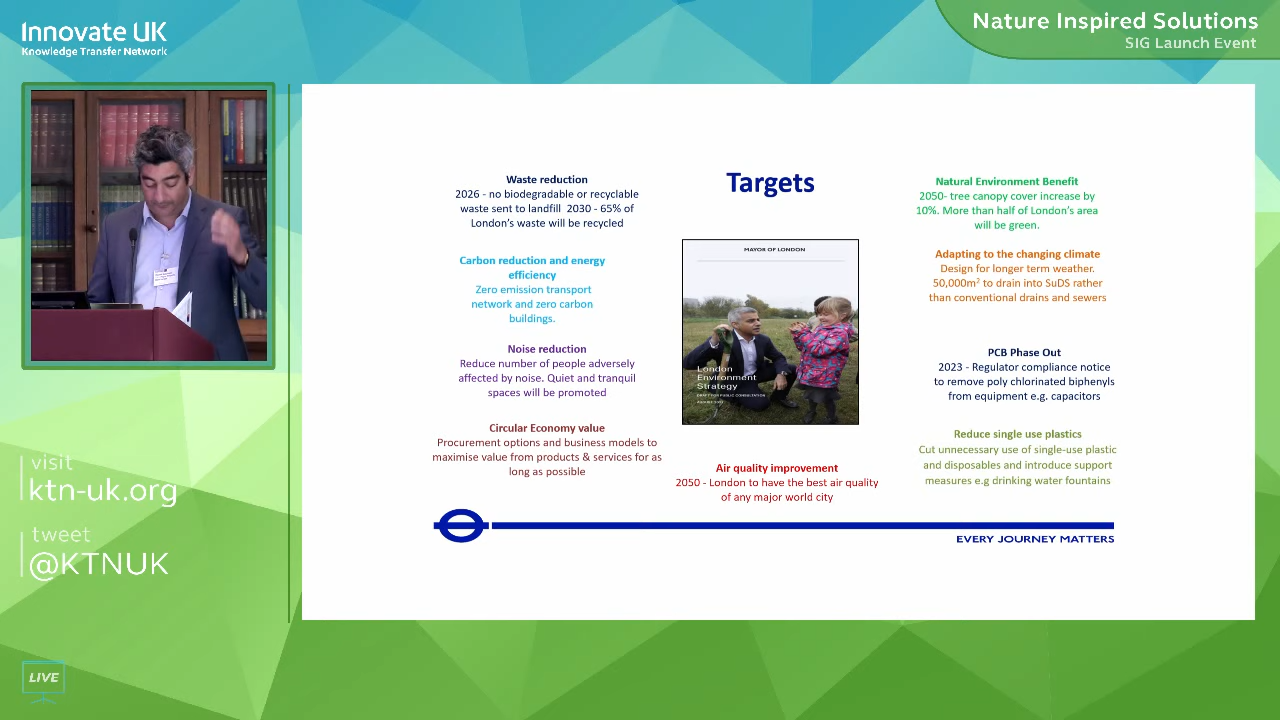 Innovate UK
Knowledge Transfer Network
Nature Inspired Solutions
SIG Launch Event
Targets
Waste reduction
2026 - no biodegradable or recyclable
waste sent to landfill 2030 - 65% of
London's waste will be recycled
Carbon reduction and energy
efficiency
Zero emission transport
network and zero carbon
buildings.
Noise reduction
Reduce number of people adversely
affected by noise. Quiet and tranquil
spaces will be promoted
Circular Economy value
Procurement options and business models to
maximise value from products & services for as
long as possible
MAYOR OF LONDON
London
Environment
Strategy
DRAFT FOR PUBLIC CONSULTATION
Air quality improvement
2050 - London to have the best air quality
of any major world city
Natural Environment Benefit
2050- tree canopy cover increase by
10%. More than half of London's area
will be green.
Adapting to the changing climate
Design for longer term weather.
50,000m² to drain into SuDS rather
than conventional drains and sewers
PCB Phase Out
2023 - Regulator compliance notice
to remove poly chlorinated biphenyls
from equipment e.g. capacitors
Reduce single use plastics
Cut unnecessary use of single-use plastic
and disposables and introduce support
measures e.g drinking water fountains
EVERY JOURNEY MATTERS
visit
ktn-uk.org
tweet
@KTNUK
LIVE